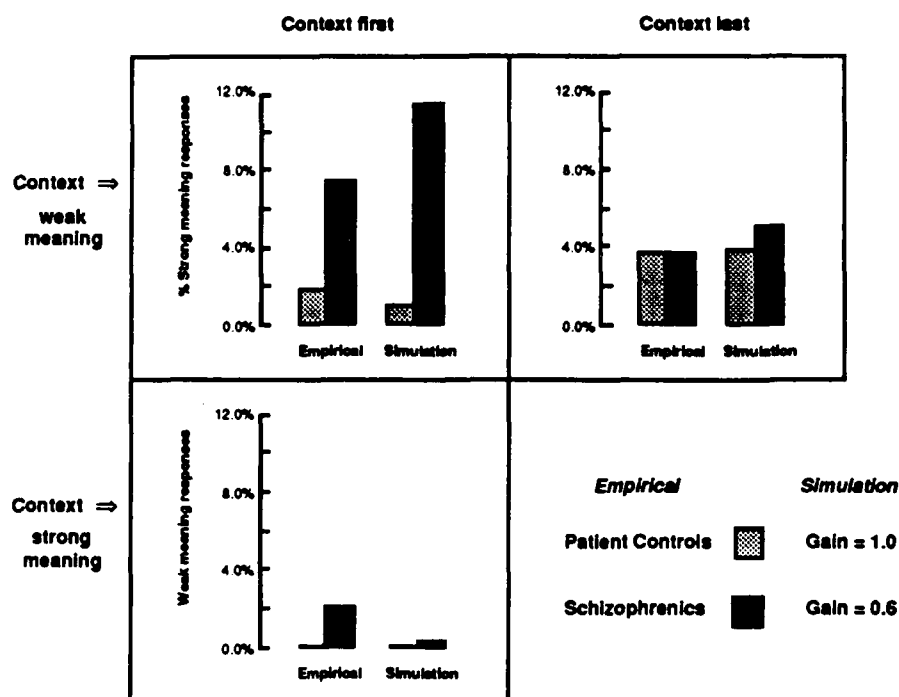 Context first
Context last
Context ⇒
weak
meaning
% Strong meaning responses
12.0%
8.0%
4.0%
0.0%
Empirical
Simulation
12.0%
8.0%
4.0%
0.0%
Empirical
Simulation
Context ⇒
strong
meaning
Weak meaning responses
12.0%
8.0%
4.0%
0.0%
Empirical
Simulation
Empirical
Simulation
Patient Controls
Gain = 1.0
Schizophrenics
Gain = 0.6